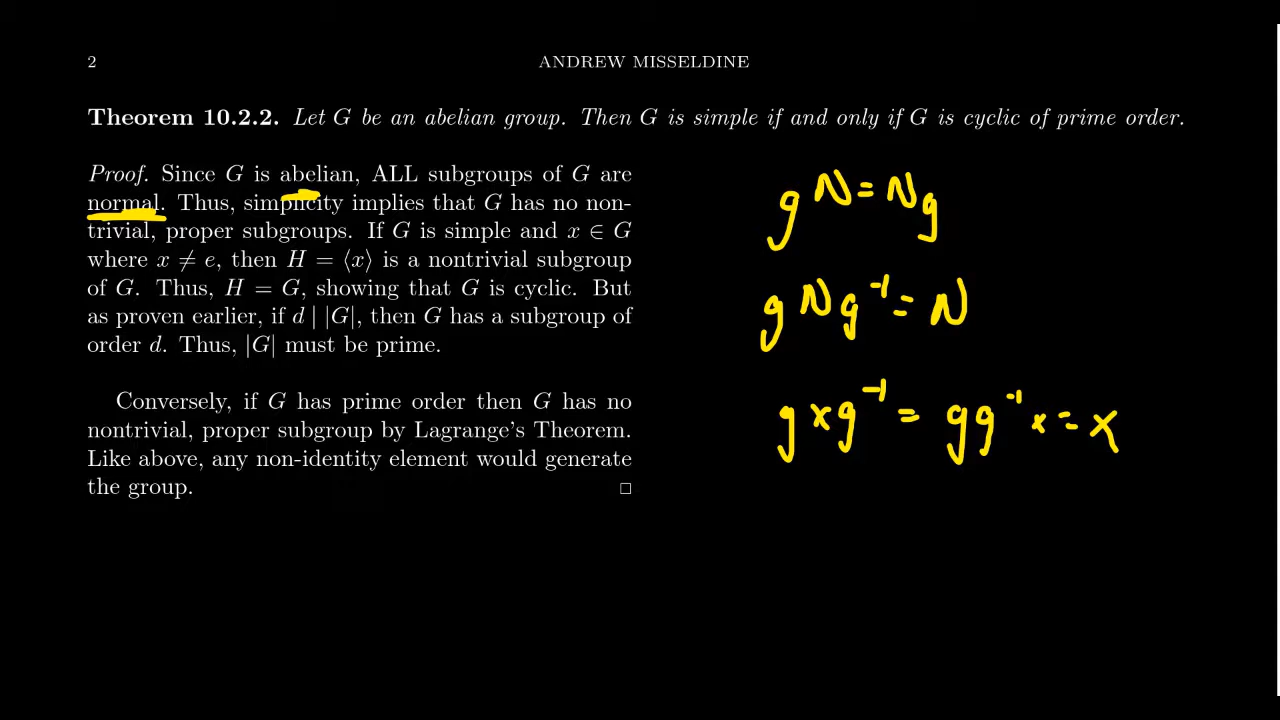 2 ANDREW MISSELDINE
Theorem 10.2.2. Let G be an abelian group. Then G is simple if and only if G is cyclic of prime order.
Proof. Since G is abelian, ALL subgroups of G are
normal. Thus, simplicity implies that G has no non-
trivial, proper subgroups. If G is simple and x ∈ G
where x ≠ e, then H = ⟨x⟩ is a nontrivial subgroup
of G. Thus, H = G, showing that G is cyclic. But
as proven earlier, if d | |G|, then G has a subgroup of
order d. Thus, |G| must be prime.
Conversely, if G has prime order then G has no
nontrivial, proper subgroup by Lagrange's Theorem.
Like above, any non-identity element would generate
the group. □
gN = Ng
gNg⁻¹ = N
gxg⁻¹ = gg⁻¹x = x